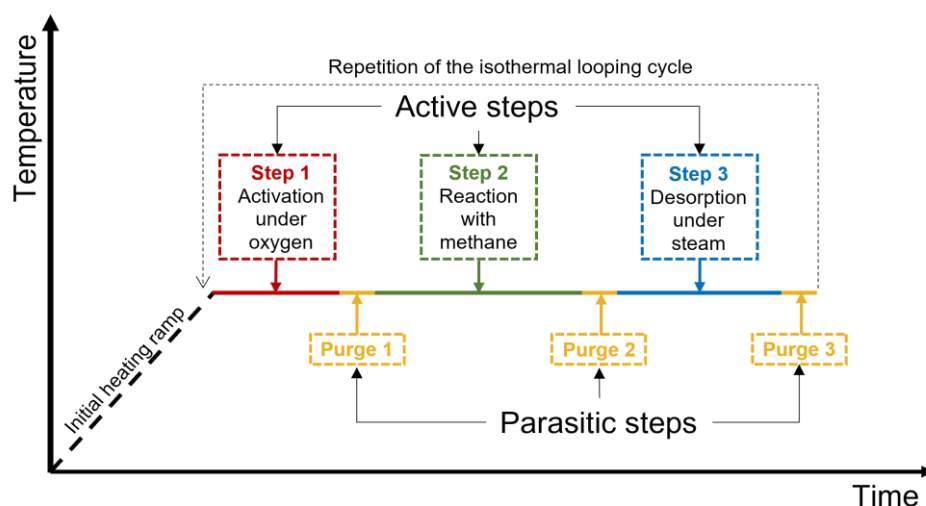 Temperature
Repetition of the isothermal looping cycle
Active steps
Step 1
Activation
under
oxygen
Step 2
Reaction
with
methane
Step 3
Desorption
under
steam
Initial heating ramp
Purge 1
Purge 2
Purge 3
Parasitic steps
Time